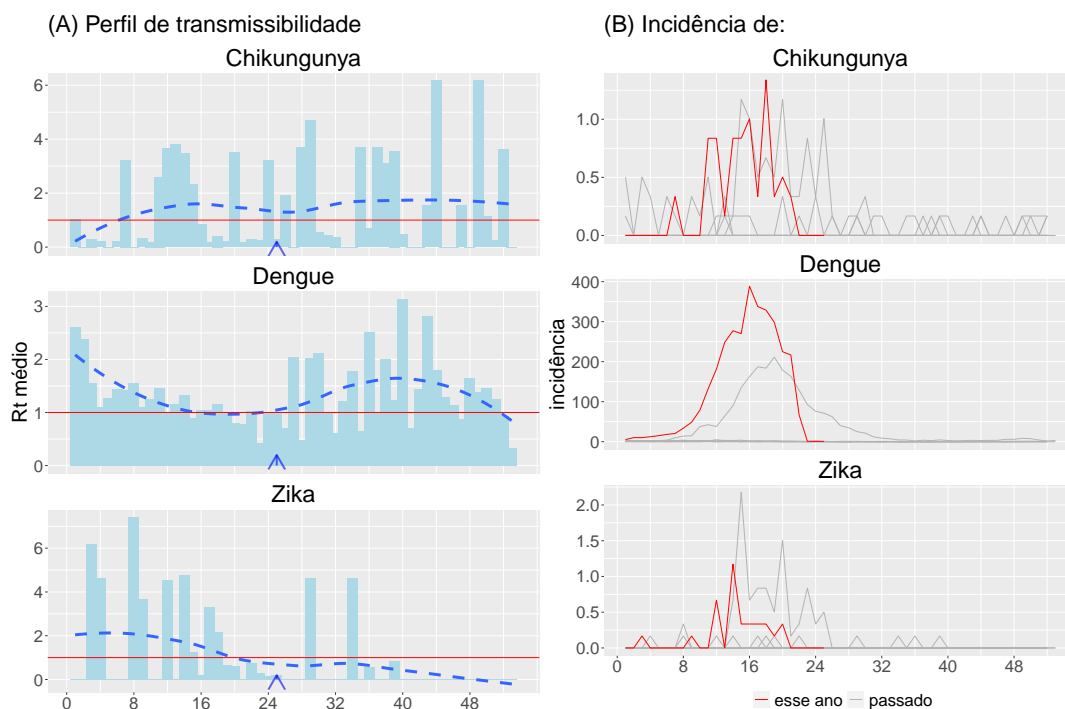 (A) Perfil de transmissibilidade
Chikungunya
6
4
2
0
Dengue
3
2
1
0
Zika
6
4
2
0
0 8 16 24 32 40 48
Rt médio
(B) Incidência de:
Chikungunya
1.0
0.5
0.0
Dengue
400
300
200
100
0
Zika
2.0
1.5
1.0
0.5
0.0
0 8 16 24 32 40 48
incidência
esse ano passado